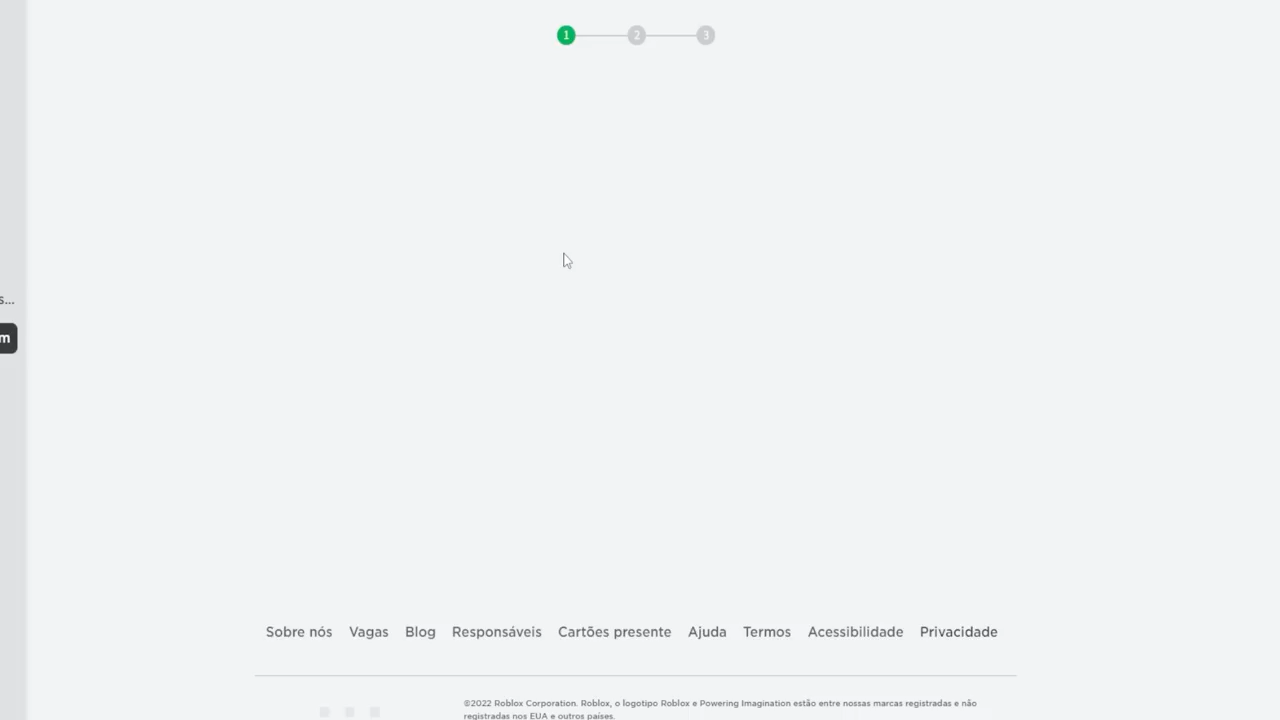 1 2 3
s...
m
Sobre nós Vagas Blog Responsáveis Cartões presente Ajuda Termos Acessibilidade Privacidade
©2022 Roblox Corporation. Roblox, o logotipo Roblox e Powering Imagination estão entre nossas marcas registradas e não
registradas nos EUA e outros países.